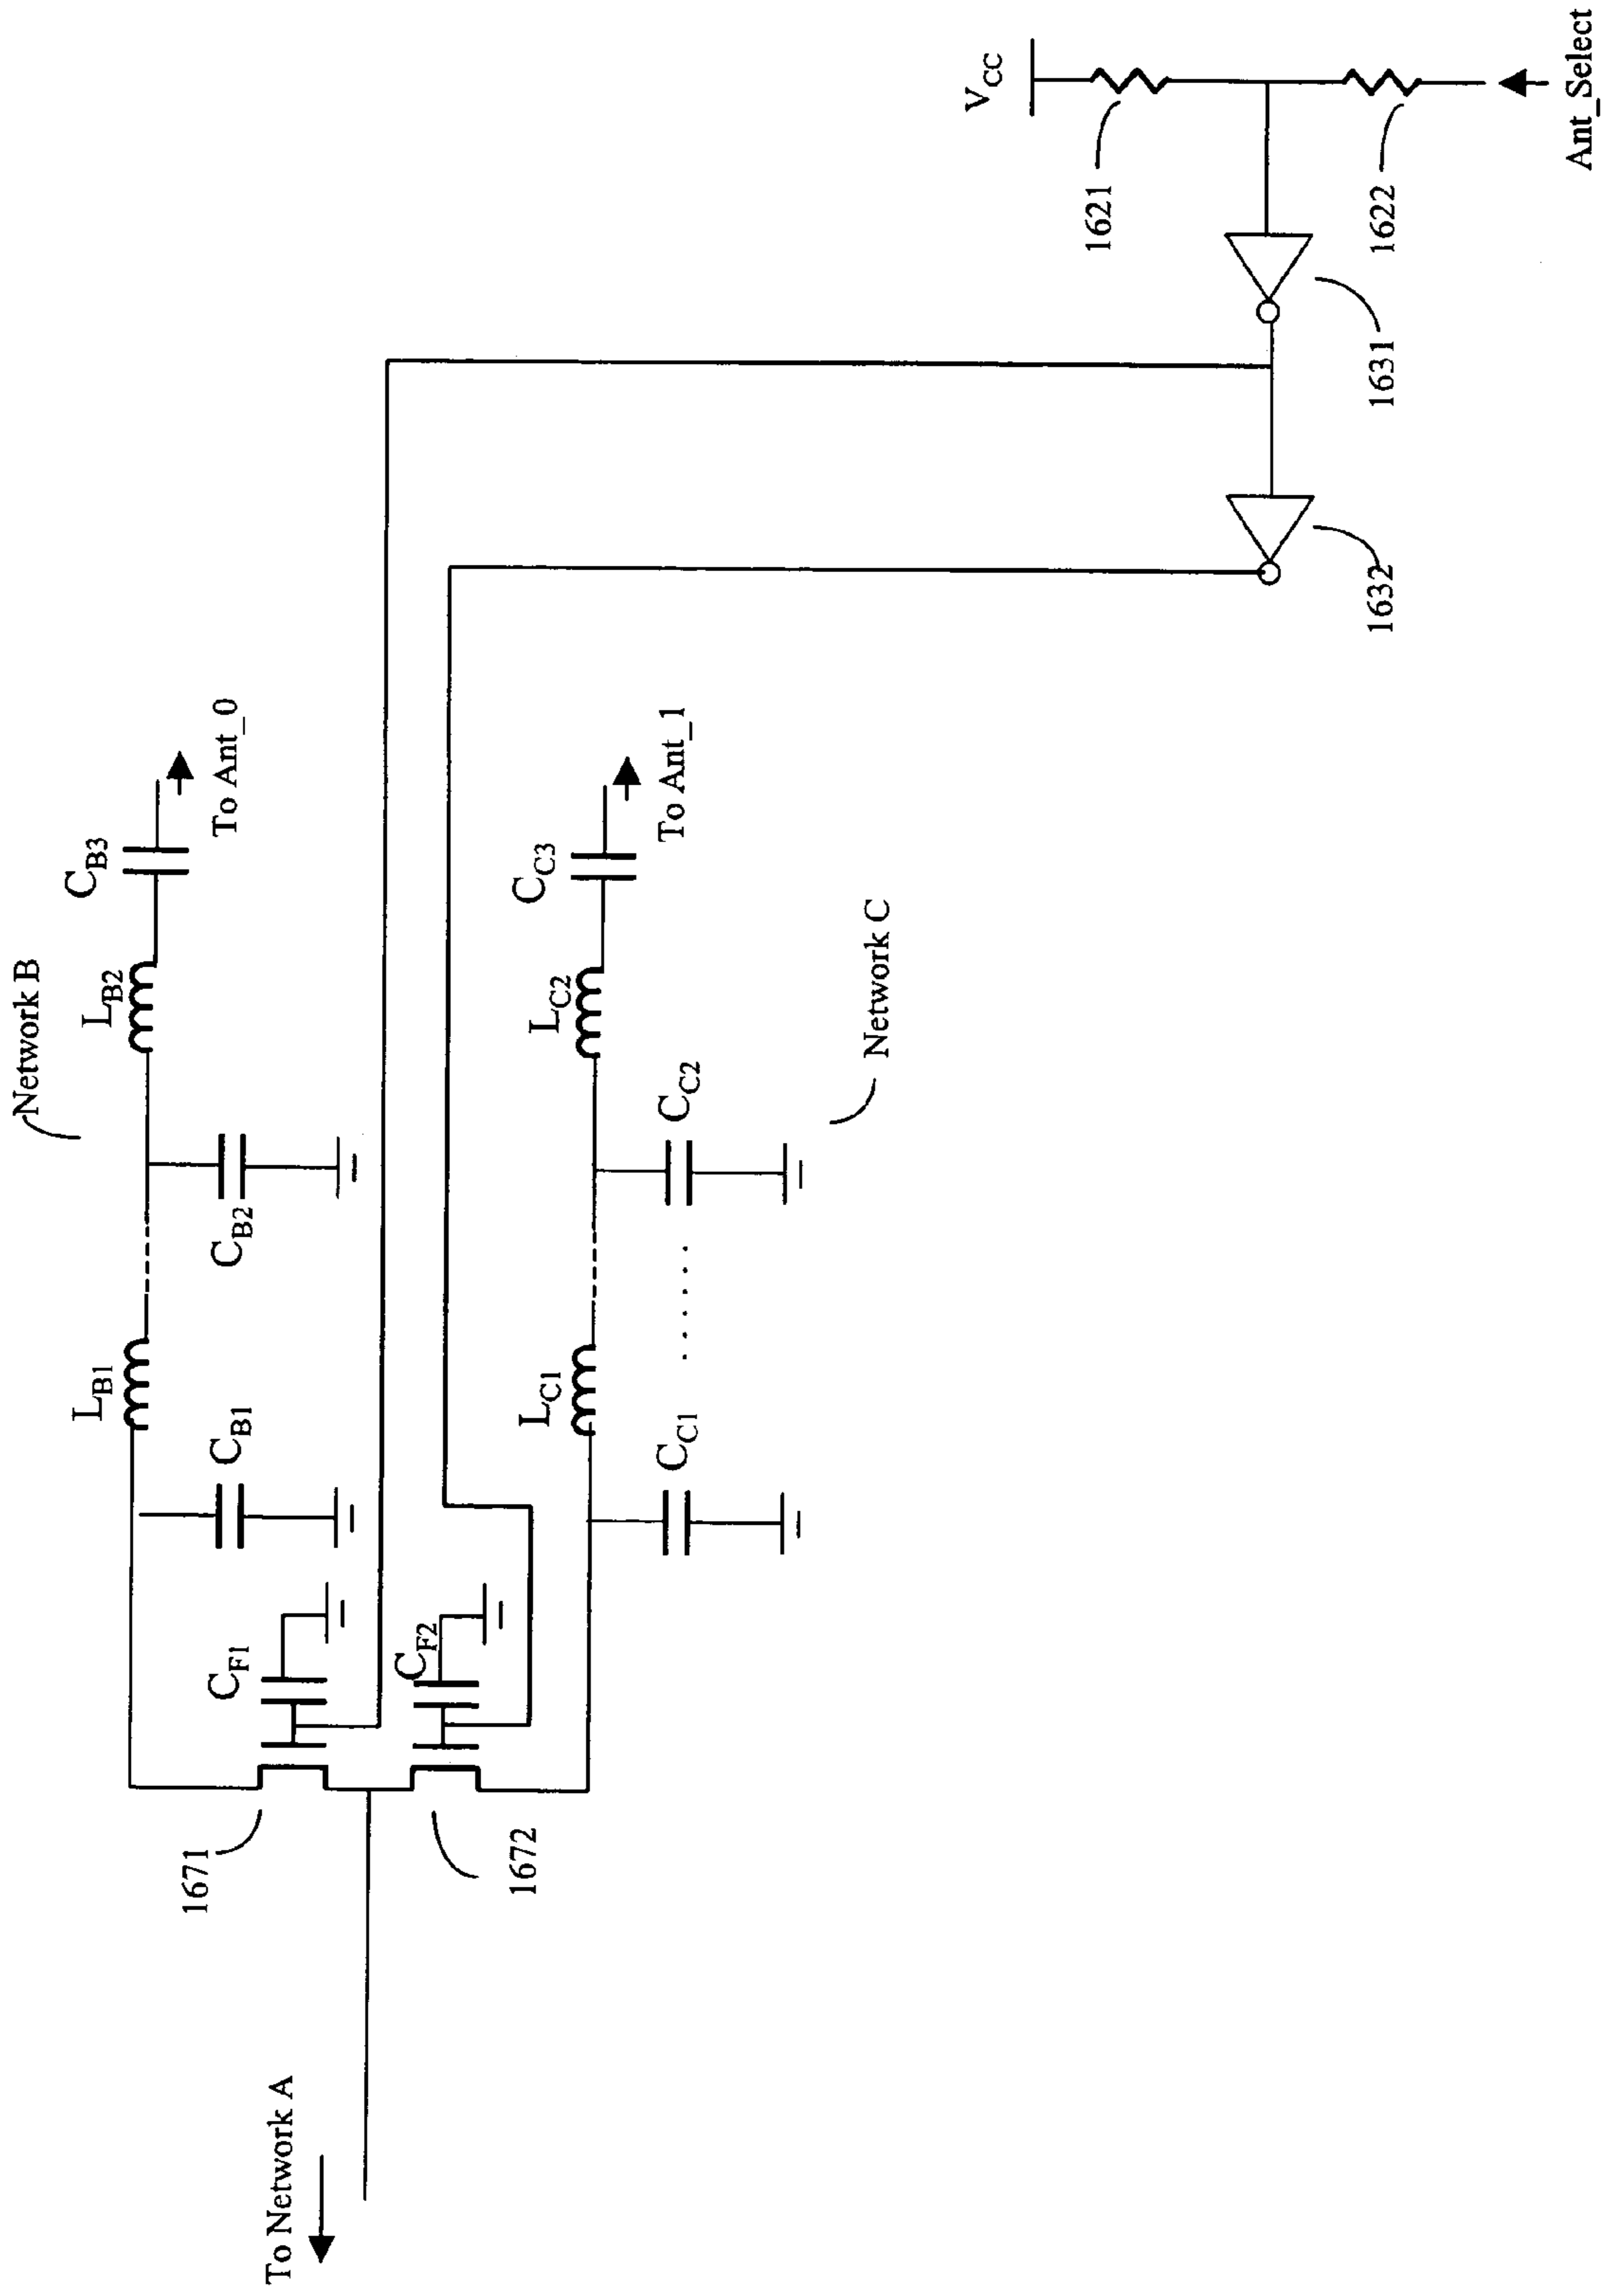 Network B
L_B1
L_B2
C_B3
To Ant_0
C_B1
C_B2
C_F1
1671
C_F2
1672
To Network A
L_C1
L_C2
C_C3
To Ant_1
C_C1
. . . . . .
C_C2
Network C
V_CC
1621
1622
Ant_Select
1631
1632